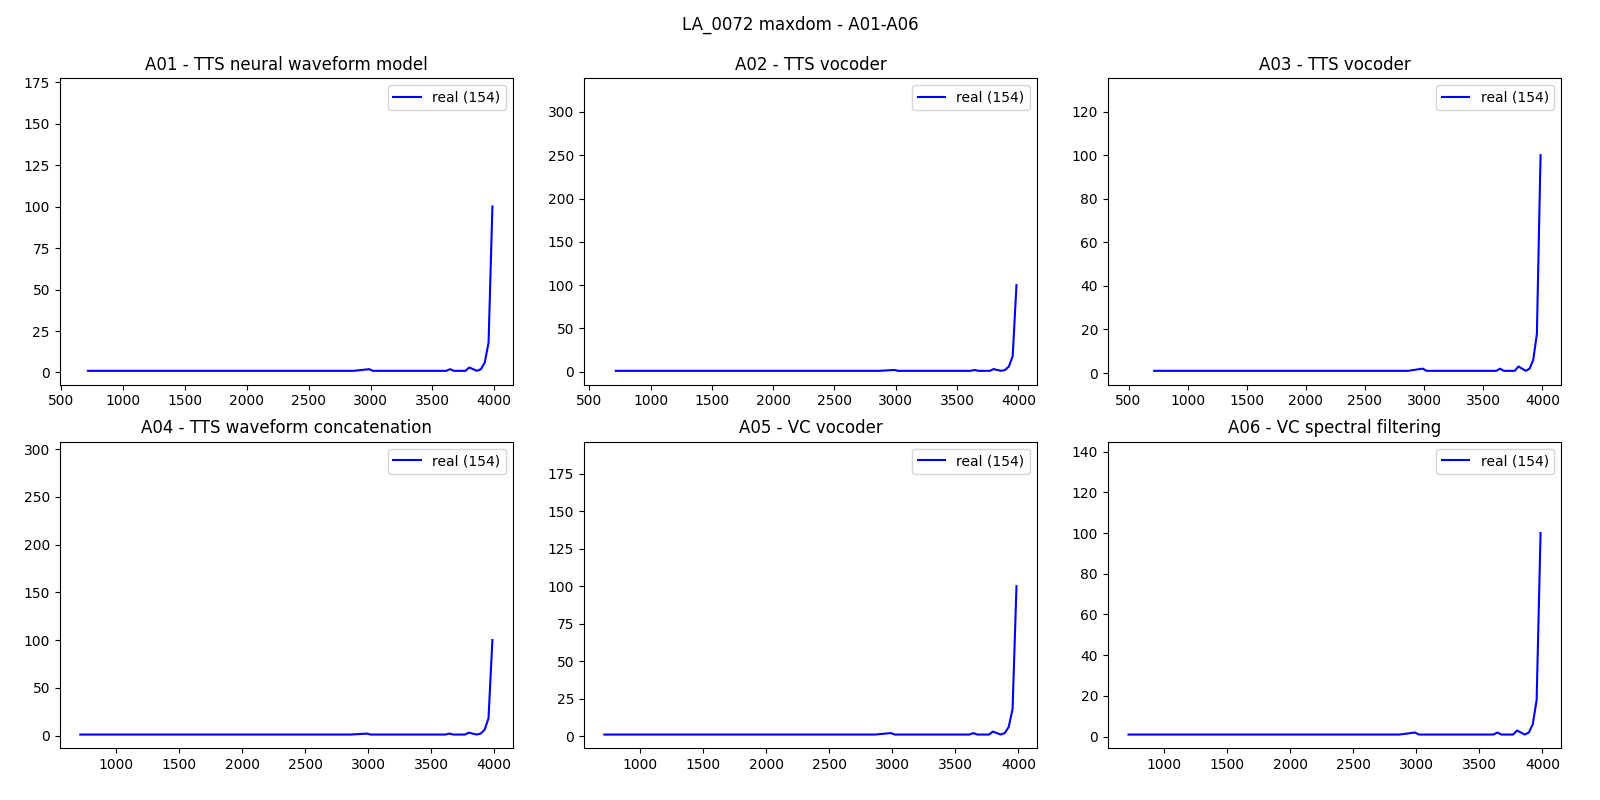 LA_0072 maxdom - A01-A06
A01 - TTS neural waveform model
175
150
125
100
75
50
25
0
real (154)
500 1000 1500 2000 2500 3000 3500 4000
A02 - TTS vocoder
300
250
200
150
100
50
0
real (154)
500 1000 1500 2000 2500 3000 3500 4000
A03 - TTS vocoder
120
100
80
60
40
20
0
real (154)
500 1000 1500 2000 2500 3000 3500 4000
A04 - TTS waveform concatenation
300
250
200
150
100
50
0
real (154)
1000 1500 2000 2500 3000 3500 4000
A05 - VC vocoder
175
150
125
100
75
50
25
0
real (154)
1000 1500 2000 2500 3000 3500 4000
A06 - VC spectral filtering
140
120
100
80
60
40
20
0
real (154)
1000 1500 2000 2500 3000 3500 4000